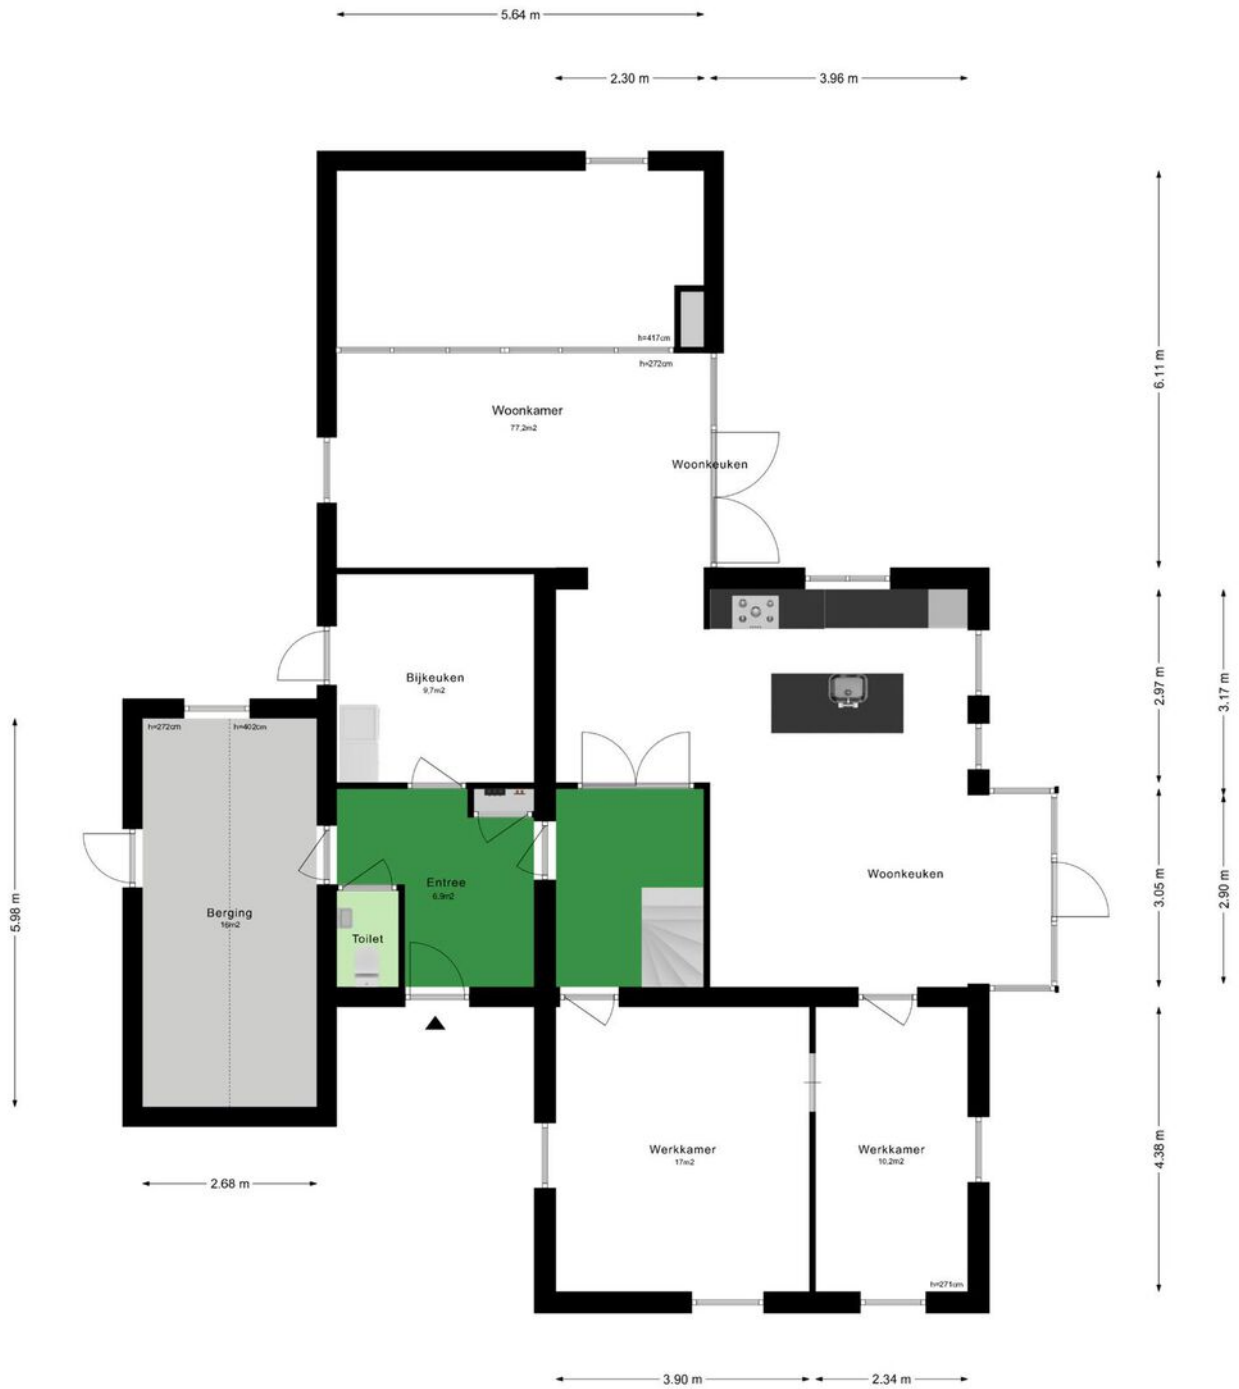 5.64 m
2.30 m
3.96 m
h=417cm
h=272cm
6.11 m
Woonkamer
77,2m2
Woonkeuken
Bijkeuken
9,7m2
2.97 m
3.17 m
h=272cm
h=402cm
Entree
6,9m2
Woonkeuken
3.05 m
2.90 m
5.98 m
Berging
16m2
Toilet
Werkkamer
17m2
Werkkamer
10,2m2
4.38 m
2.68 m
h=271cm
3.90 m
2.34 m